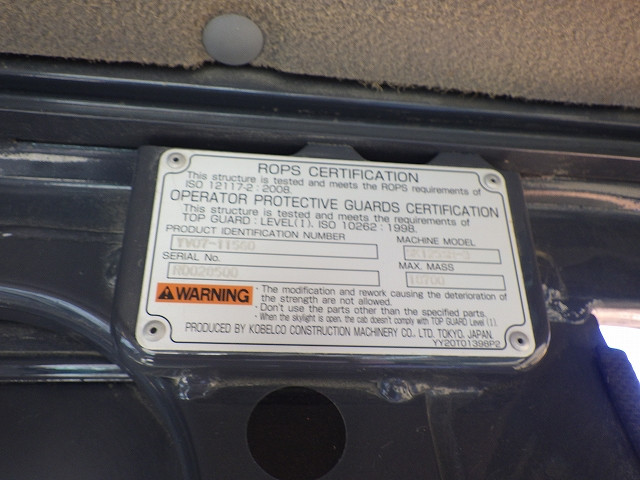 ROPS CERTIFICATION
This structure is tested and meets the ROPS requirements of
ISO 12117-2 : 2008.
OPERATOR PROTECTIVE GUARDS CERTIFICATION
This structure is tested and meets the requirements of
TOP GUARD : LEVEL(I), ISO 10262 : 1998.
PRODUCT IDENTIFICATION NUMBER
MACHINE MODEL
SERIAL No.
MAX. MASS
WARNING
· The modification and rework causing the deterioration of
the strength are not allowed.
· Don't use the parts other than the specified parts.
· When the skylight is open, the cab doesn't comply with TOP GUARD Level (I).
PRODUCED BY KOBELCO CONSTRUCTION MACHINERY CO., LTD. TOKYO, JAPAN
YY20T01398P2